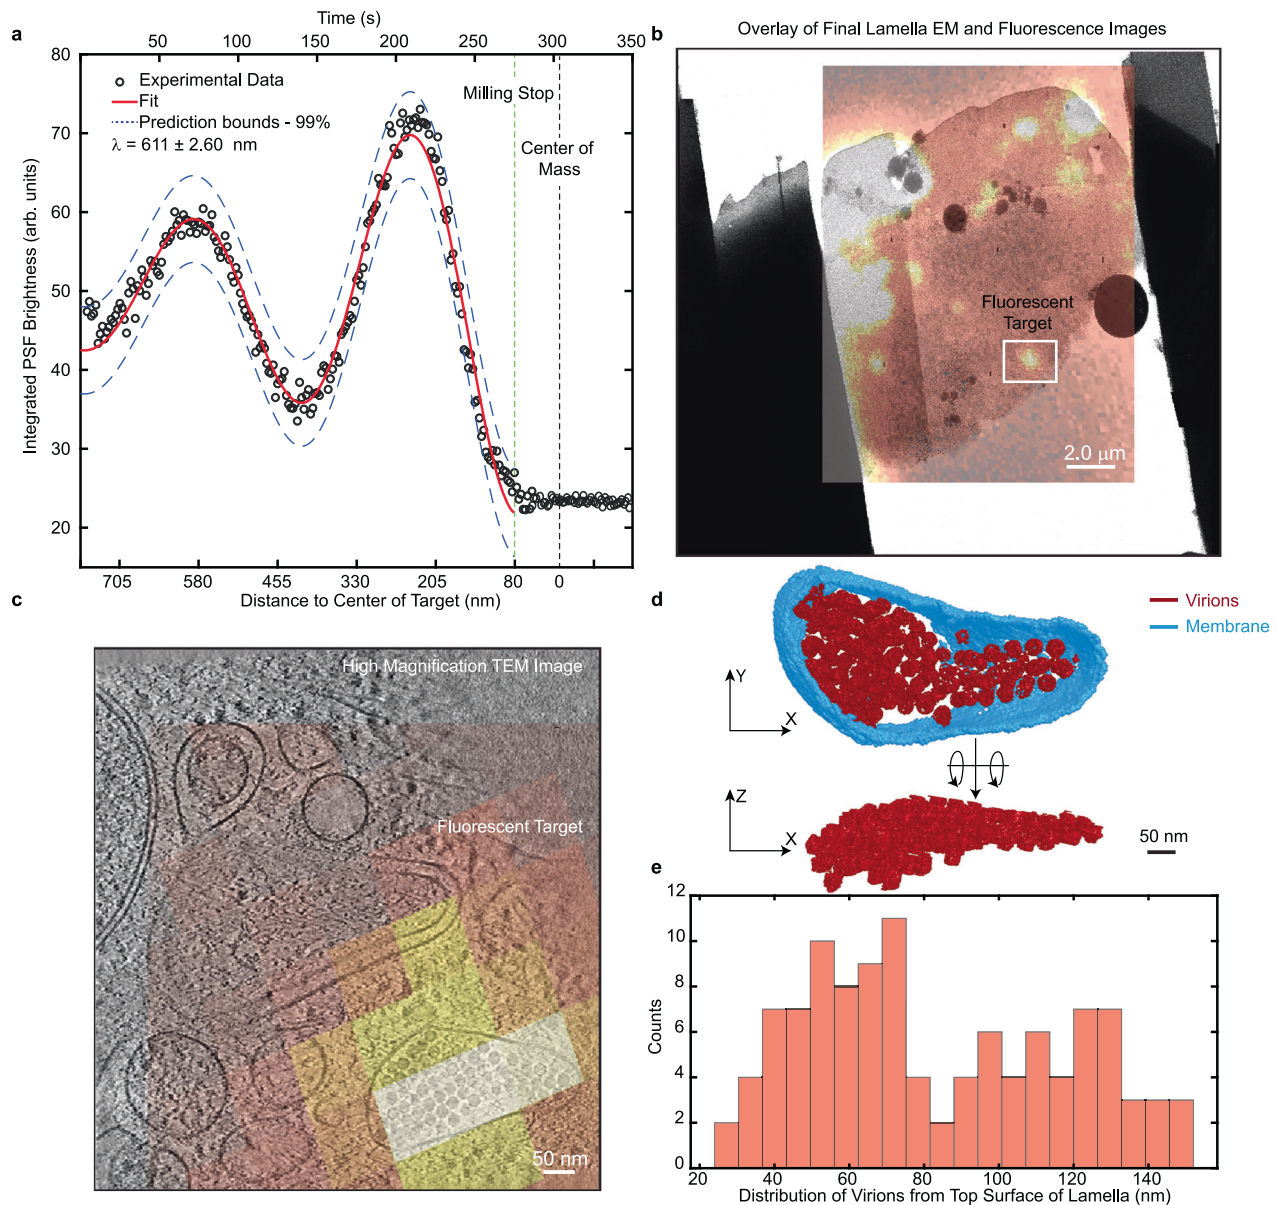 a
Time (s)
50 100 150 200 250 300 350
80
70
60
50
40
30
20
Integrated PSF Brightness (arb. units)
Experimental Data
Fit
Prediction bounds - 99%
λ = 611 ± 2.60 nm
Milling Stop
Center of
Mass
705 580 455 330 205 80 0
Distance to Center of Target (nm)
b
Overlay of Final Lamella EM and Fluorescence Images
Fluorescent
Target
2.0 μm
c
High Magnification TEM Image
Fluorescent Target
50 nm
d
Virions
Membrane
Y
X
Z
X
50 nm
e
12
10
8
6
4
2
0
Counts
20 40 60 80 100 120 140
Distribution of Virions from Top Surface of Lamella (nm)